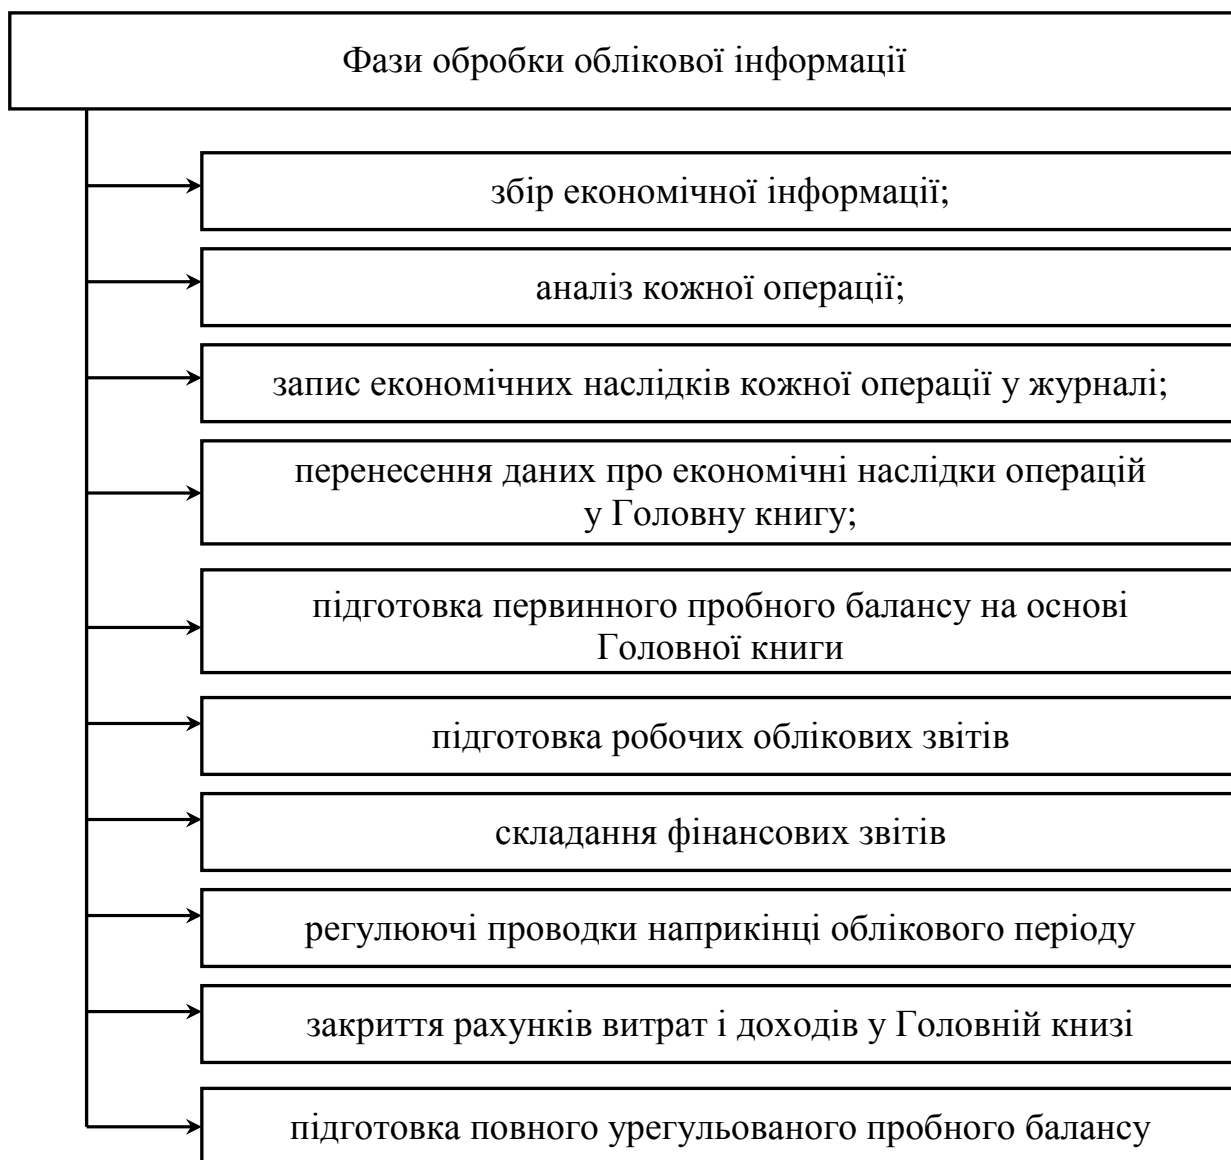 Фази обробки облікової інформації
збір економічної інформації;
аналіз кожної операції;
запис економічних наслідків кожної операції у журналі;
перенесення даних про економічні наслідки операцій
у Головну книгу;
підготовка первинного пробного балансу на основі
Головної книги
підготовка робочих облікових звітів
складання фінансових звітів
регулюючі проводки наприкінці облікового періоду
закриття рахунків витрат і доходів у Головній книзі
підготовка повного урегульованого пробного балансу